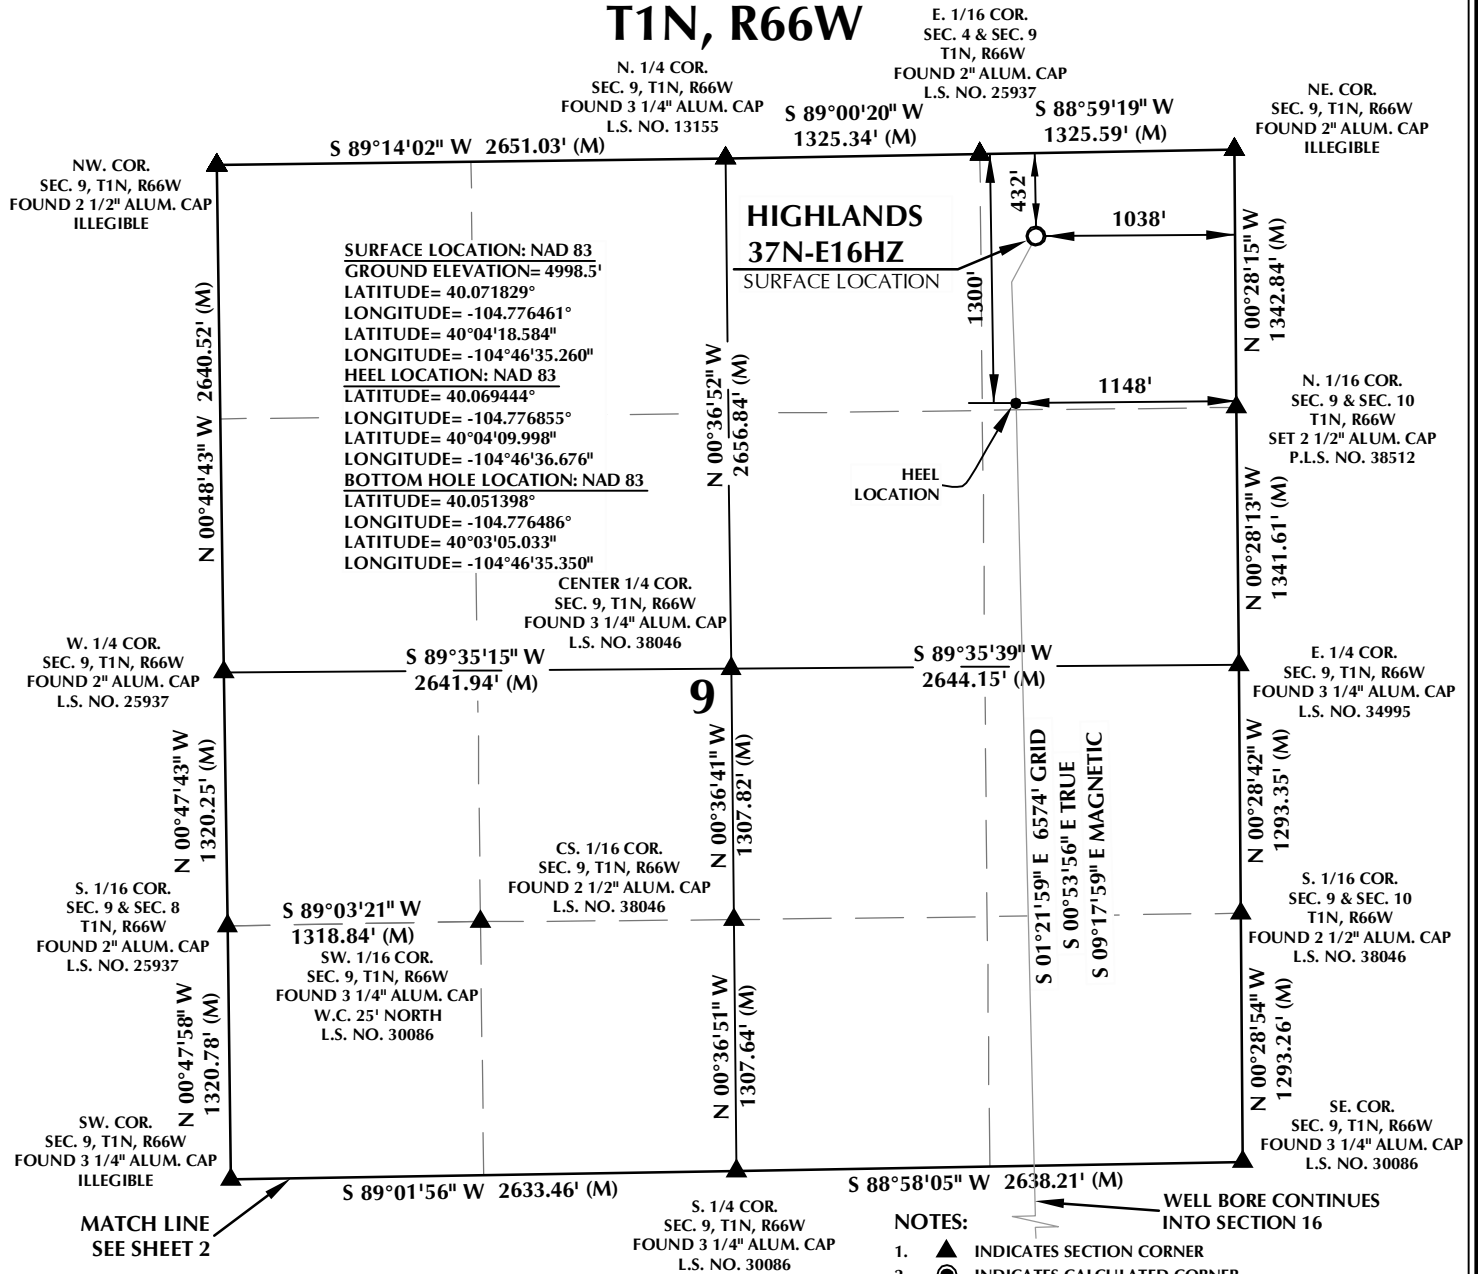 T1N, R66W
E. 1/16 COR.
SEC. 4 & SEC. 9
T1N, R66W
FOUND 2" ALUM. CAP
L.S. NO. 25937
N. 1/4 COR.
SEC. 9, T1N, R66W
FOUND 3 1/4" ALUM. CAP
L.S. NO. 13155
NE. COR.
SEC. 9, T1N, R66W
FOUND 2" ALUM. CAP
ILLEGIBLE
S 89°14'02" W 2651.03' (M)
S 89°00'20" W
1325.34' (M)
S 88°59'19" W
1325.59' (M)
NW. COR.
SEC. 9, T1N, R66W
FOUND 2 1/2" ALUM. CAP
ILLEGIBLE
432'
HIGHLANDS
37N-E16HZ
SURFACE LOCATION
1038'
1300'
N 00°28'15" W
1342.84' (M)
SURFACE LOCATION: NAD 83
GROUND ELEVATION= 4998.5'
LATITUDE= 40.071829°
LONGITUDE= -104.776461°
LATITUDE= 40°04'18.584"
LONGITUDE= -104°46'35.260"
HEEL LOCATION: NAD 83
LATITUDE= 40.069444°
LONGITUDE= -104.776855°
LATITUDE= 40°04'09.998"
LONGITUDE= -104°46'36.676"
BOTTOM HOLE LOCATION: NAD 83
LATITUDE= 40.051398°
LONGITUDE= -104.776486°
LATITUDE= 40°03'05.033"
LONGITUDE= -104°46'35.350"
N 00°48'43" W 2640.52' (M)
N 00°36'52" W
2656.84' (M)
1148'
HEEL
LOCATION
N. 1/16 COR.
SEC. 9 & SEC. 10
T1N, R66W
SET 2 1/2" ALUM. CAP
P.L.S. NO. 38512
N 00°28'13" W
1341.61' (M)
CENTER 1/4 COR.
SEC. 9, T1N, R66W
FOUND 3 1/4" ALUM. CAP
L.S. NO. 38046
W. 1/4 COR.
SEC. 9, T1N, R66W
FOUND 2" ALUM. CAP
L.S. NO. 25937
S 89°35'15" W
2641.94' (M)
9
S 89°35'39" W
2644.15' (M)
E. 1/4 COR.
SEC. 9, T1N, R66W
FOUND 3 1/4" ALUM. CAP
L.S. NO. 34995
N 00°47'43" W
1320.25' (M)
N 00°36'41" W
1307.82' (M)
S 01°21'59" E 6574' GRID
S 00°53'56" E TRUE
S 09°17'59" E MAGNETIC
N 00°28'42" W
1293.35' (M)
CS. 1/16 COR.
SEC. 9, T1N, R66W
FOUND 2 1/2" ALUM. CAP
L.S. NO. 38046
S. 1/16 COR.
SEC. 9 & SEC. 8
T1N, R66W
FOUND 2" ALUM. CAP
L.S. NO. 25937
S 89°03'21" W
1318.84' (M)
SW. 1/16 COR.
SEC. 9, T1N, R66W
FOUND 3 1/4" ALUM. CAP
W.C. 25' NORTH
L.S. NO. 30086
S. 1/16 COR.
SEC. 9 & SEC. 10
T1N, R66W
FOUND 2 1/2" ALUM. CAP
L.S. NO. 38046
N 00°47'58" W
1320.78' (M)
N 00°36'51" W
1307.64' (M)
N 00°28'54" W
1293.26' (M)
SW. COR.
SEC. 9, T1N, R66W
FOUND 3 1/4" ALUM. CAP
ILLEGIBLE
SE. COR.
SEC. 9, T1N, R66W
FOUND 3 1/4" ALUM. CAP
L.S. NO. 30086
S 89°01'56" W 2633.46' (M)
S 88°58'05" W 2638.21' (M)
MATCH LINE
SEE SHEET 2
S. 1/4 COR.
SEC. 9, T1N, R66W
FOUND 3 1/4" ALUM. CAP
L.S. NO. 30086
WELL BORE CONTINUES
INTO SECTION 16
NOTES:
1. INDICATES SECTION CORNER
2. INDICATES CALCULATED CORNER